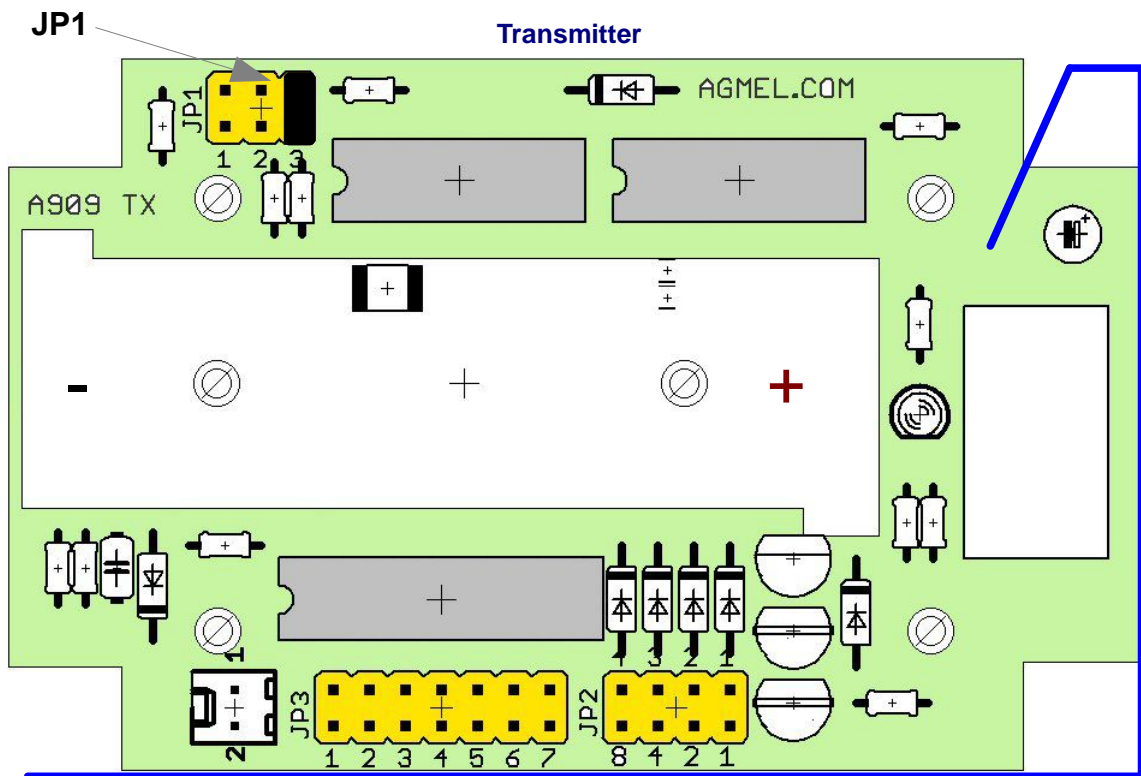 JP1
Transmitter
AGMEL.COM
JP1
1 2 3
A909 TX
+
- +
1
4 3 2 1
JP3
JP2
2
1 2 3 4 5 6 7
8 4 2 1